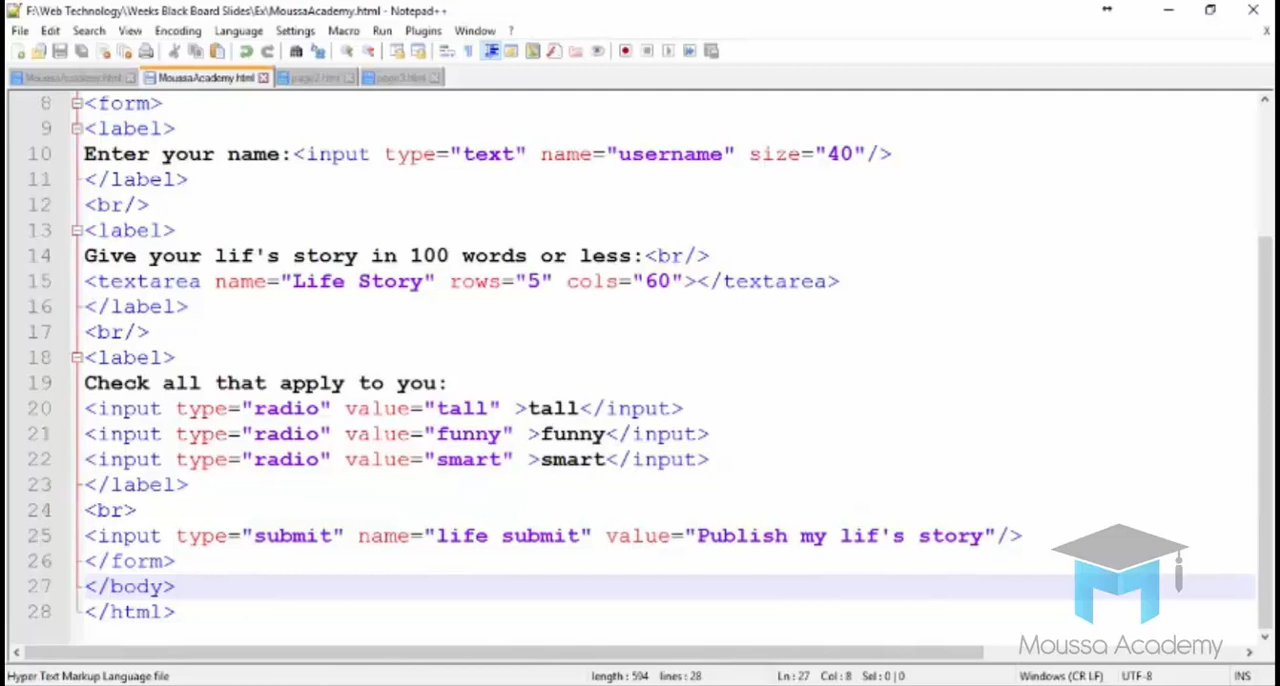 F:\Web Technology\Weeks Black Board Slides\Ex\MoussaAcademy.html - Notepad++
File Edit Search View Encoding Language Settings Macro Run Plugins Window ? X
MoussaAcademy.html page2.html page3.html
8 <form>
9 <label>
10 Enter your name:<input type="text" name="username" size="40"/>
11 </label>
12 <br/>
13 <label>
14 Give your lif's story in 100 words or less:<br/>
15 <textarea name="Life Story" rows="5" cols="60"></textarea>
16 </label>
17 <br/>
18 <label>
19 Check all that apply to you:
20 <input type="radio" value="tall" >tall</input>
21 <input type="radio" value="funny" >funny</input>
22 <input type="radio" value="smart" >smart</input>
23 </label>
24 <br>
25 <input type="submit" name="life submit" value="Publish my lif's story"/>
26 </form>
27 </body>
28 </html>
Moussa Academy
Hyper Text Markup Language file length : 594 lines : 28 Ln : 27 Col : 8 Sel : 0 | 0 Windows (CR LF) UTF-8 INS